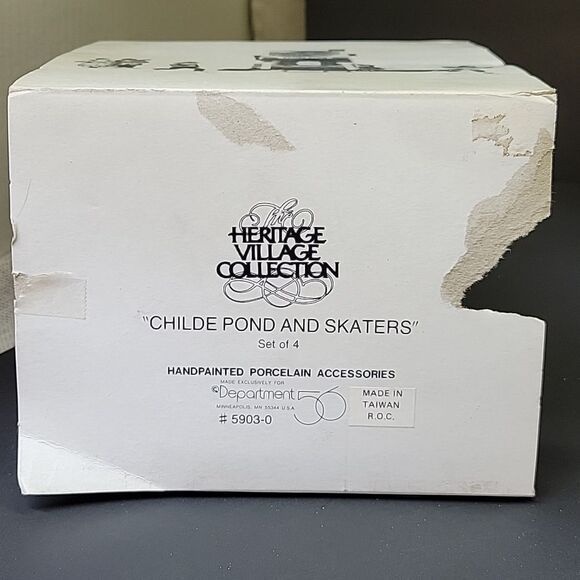 The
HERITAGE
VILLAGE
COLLECTION
"CHILDE POND AND SKATERS"
Set of 4
HANDPAINTED PORCELAIN ACCESSORIES
MADE EXCLUSIVELY FOR
©Department 56
MINNEAPOLIS, MN 55344 U.S.A.
# 5903-0
MADE IN
TAIWAN
R.O.C.